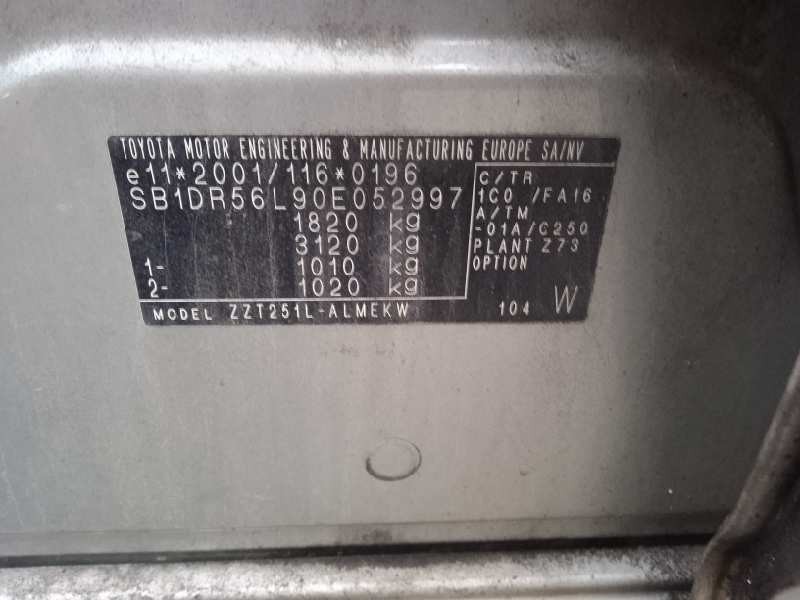 TOYOTA MOTOR ENGINEERING & MANUFACTURING EUROPE SA/NV
e11*2001/116*0196
SB1DR56L90E052997
1820 kg
3120 kg
1- 1010 kg
2- 1020 kg
C/TR
1C0 /FA16
A/TM
-01A/C250
PLANT Z73
OPTION
MODEL ZZT251L-ALMEKW
104 W